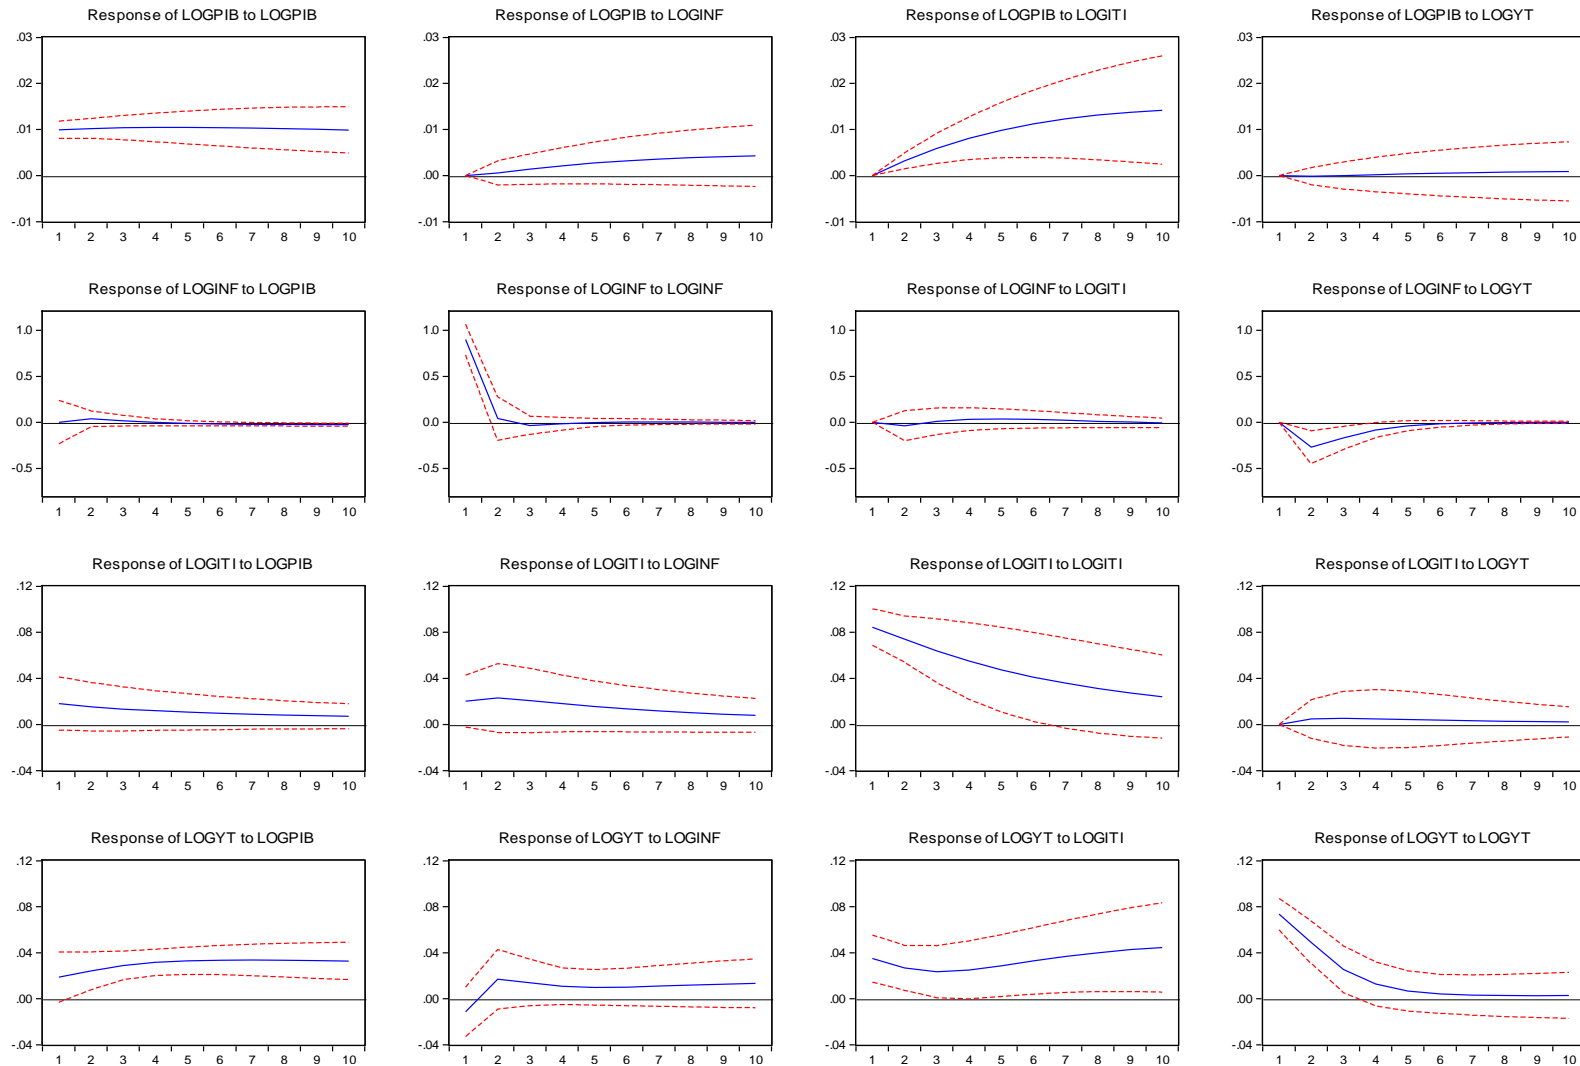 Response of LOGPIB to LOGPIB
Response of LOGPIB to LOGINF
Response of LOGPIB to LOGITI
Response of LOGPIB to LOGYT
.03 .03 .03 .03
.02 .02 .02 .02
.01 .01 .01 .01
.00 .00 .00 .00
-.01 -.01 -.01 -.01
1 2 3 4 5 6 7 8 9 10
1 2 3 4 5 6 7 8 9 10
1 2 3 4 5 6 7 8 9 10
1 2 3 4 5 6 7 8 9 10
Response of LOGINF to LOGPIB
Response of LOGINF to LOGINF
Response of LOGINF to LOGITI
Response of LOGINF to LOGYT
1.0 1.0 1.0 1.0
0.5 0.5 0.5 0.5
0.0 0.0 0.0 0.0
-0.5 -0.5 -0.5 -0.5
1 2 3 4 5 6 7 8 9 10
1 2 3 4 5 6 7 8 9 10
1 2 3 4 5 6 7 8 9 10
1 2 3 4 5 6 7 8 9 10
Response of LOGITI to LOGPIB
Response of LOGITI to LOGINF
Response of LOGITI to LOGITI
Response of LOGITI to LOGYT
.12 .12 .12 .12
.08 .08 .08 .08
.04 .04 .04 .04
.00 .00 .00 .00
-.04 -.04 -.04 -.04
1 2 3 4 5 6 7 8 9 10
1 2 3 4 5 6 7 8 9 10
1 2 3 4 5 6 7 8 9 10
1 2 3 4 5 6 7 8 9 10
Response of LOGYT to LOGPIB
Response of LOGYT to LOGINF
Response of LOGYT to LOGITI
Response of LOGYT to LOGYT
.12 .12 .12 .12
.08 .08 .08 .08
.04 .04 .04 .04
.00 .00 .00 .00
-.04 -.04 -.04 -.04
1 2 3 4 5 6 7 8 9 10
1 2 3 4 5 6 7 8 9 10
1 2 3 4 5 6 7 8 9 10
1 2 3 4 5 6 7 8 9 10